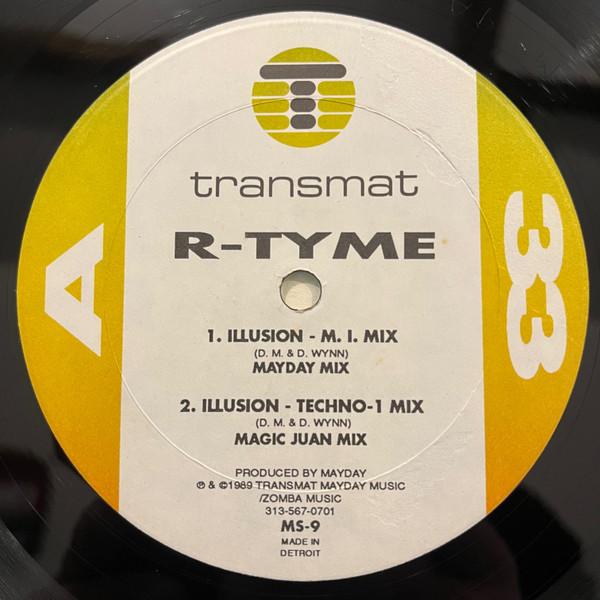 T
transmat
R-TYME
A
33
1. ILLUSION - M. I. MIX
(D. M. & D. WYNN)
MAYDAY MIX
2. ILLUSION - TECHNO-1 MIX
(D. M. & D. WYNN)
MAGIC JUAN MIX
PRODUCED BY MAYDAY
℗ & ©1989 TRANSMAT MAYDAY MUSIC
/ZOMBA MUSIC
313-567-0701
MS-9
MADE IN
DETROIT